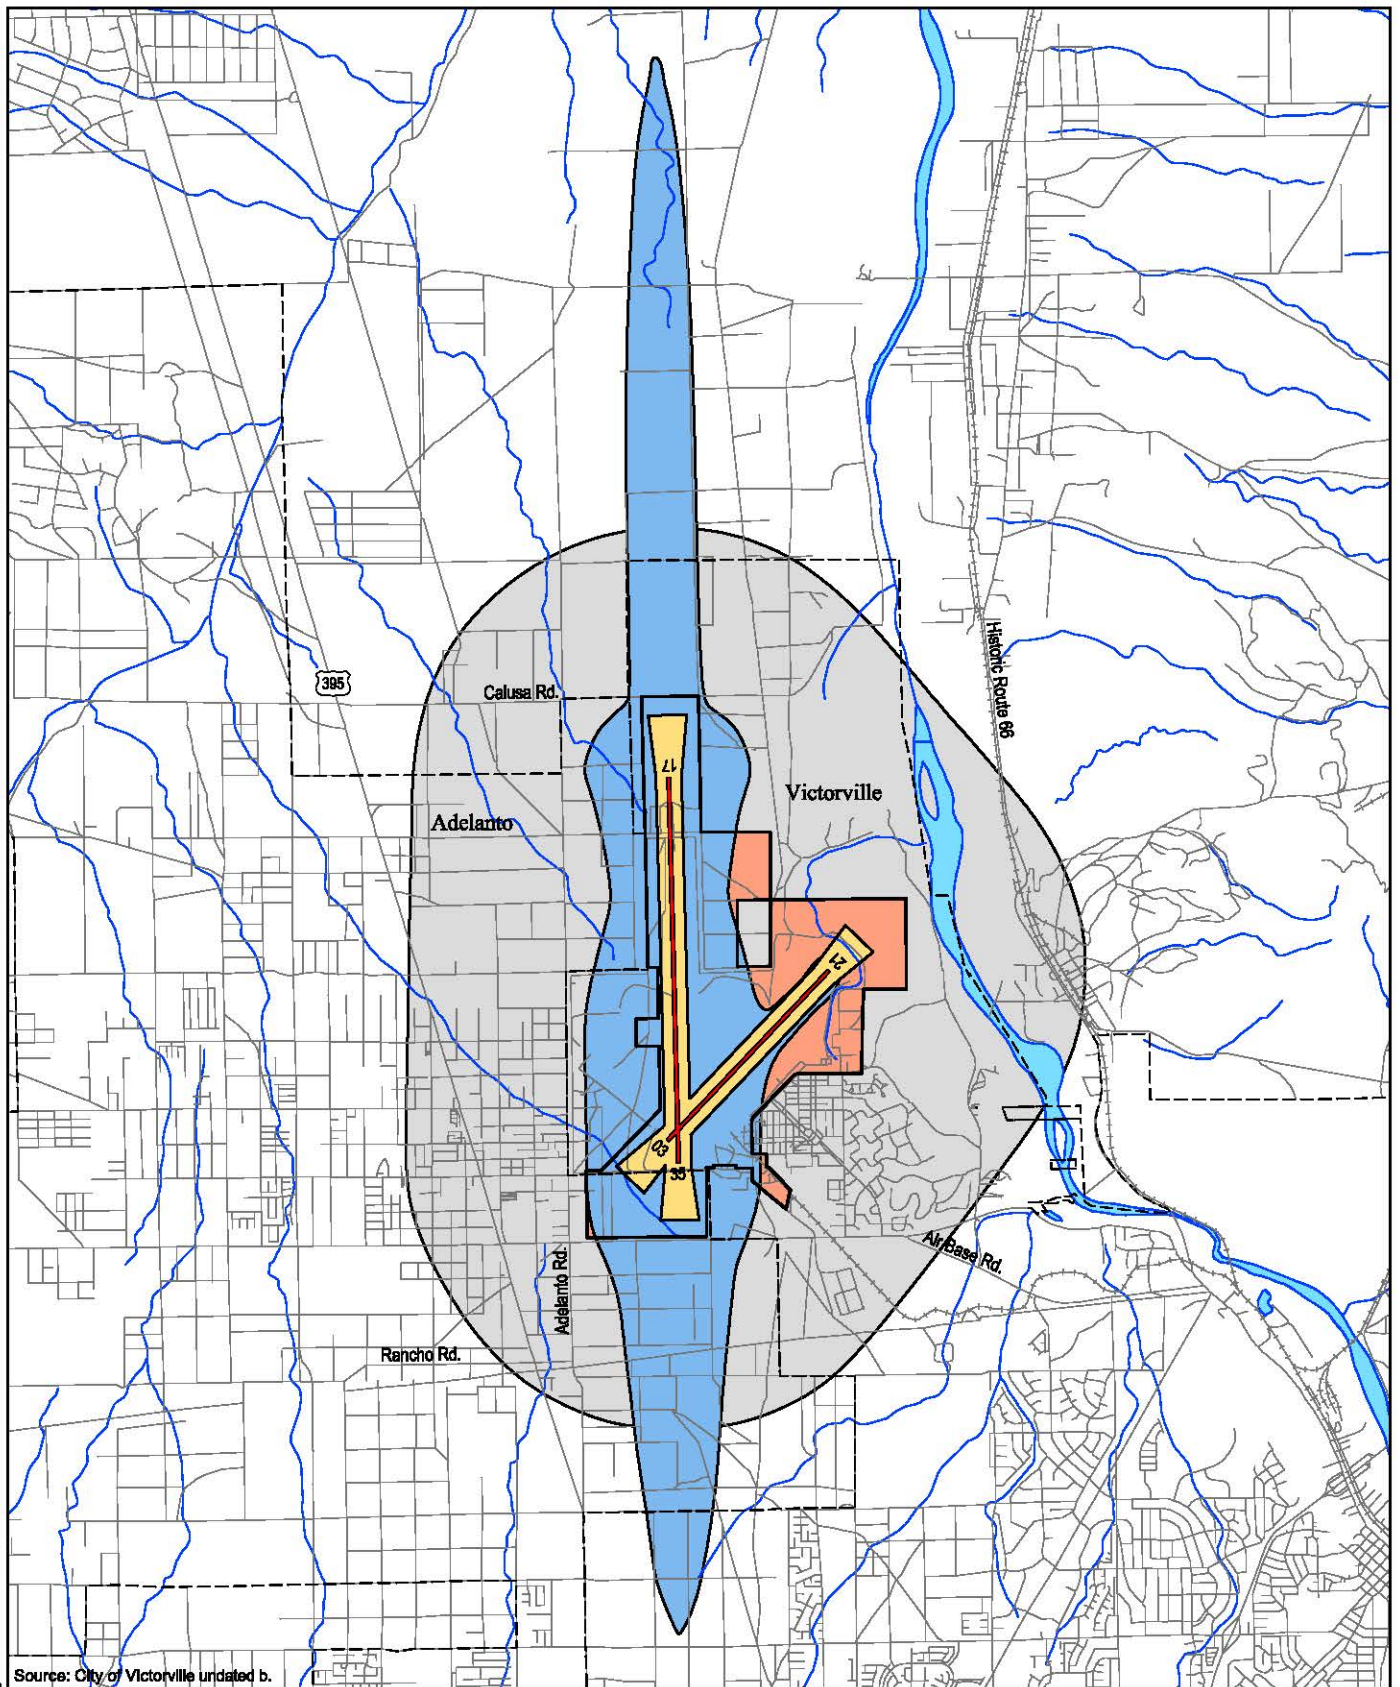 Historic Route 66
395
Calusa Rd.
17
Victorville
Adelanto
21
03
35
Air Base Rd.
Adelanto Rd.
Rancho Rd.
Source: City of Victorville undated b.